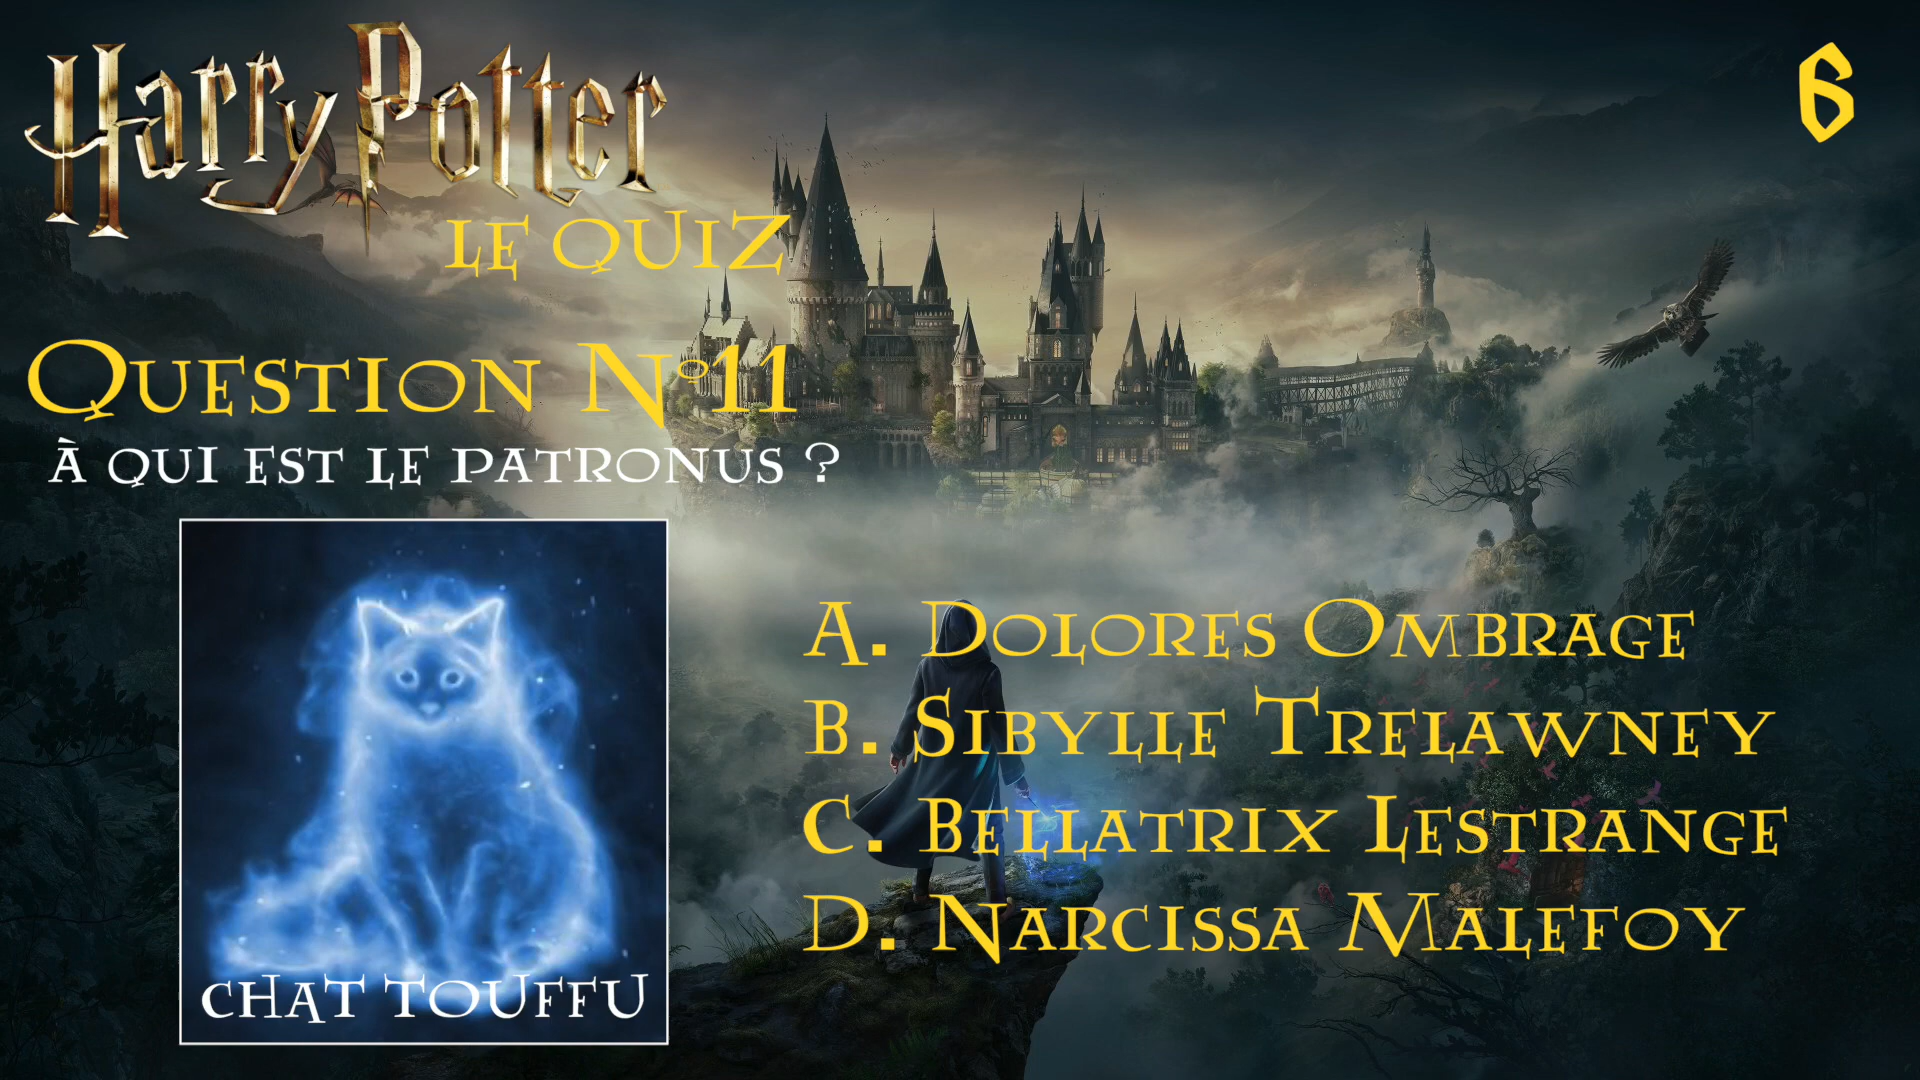 Harry Potter
LE QUIZ
6
QUESTION N°11
À QUI EST LE PATRONUS ?
CHAT TOUFFU
A. DOLORES OMBRAGE
B. SIBYLLE TRELAWNEY
C. BELLATRIX LESTRANGE
D. NARCISSA MALEFOY